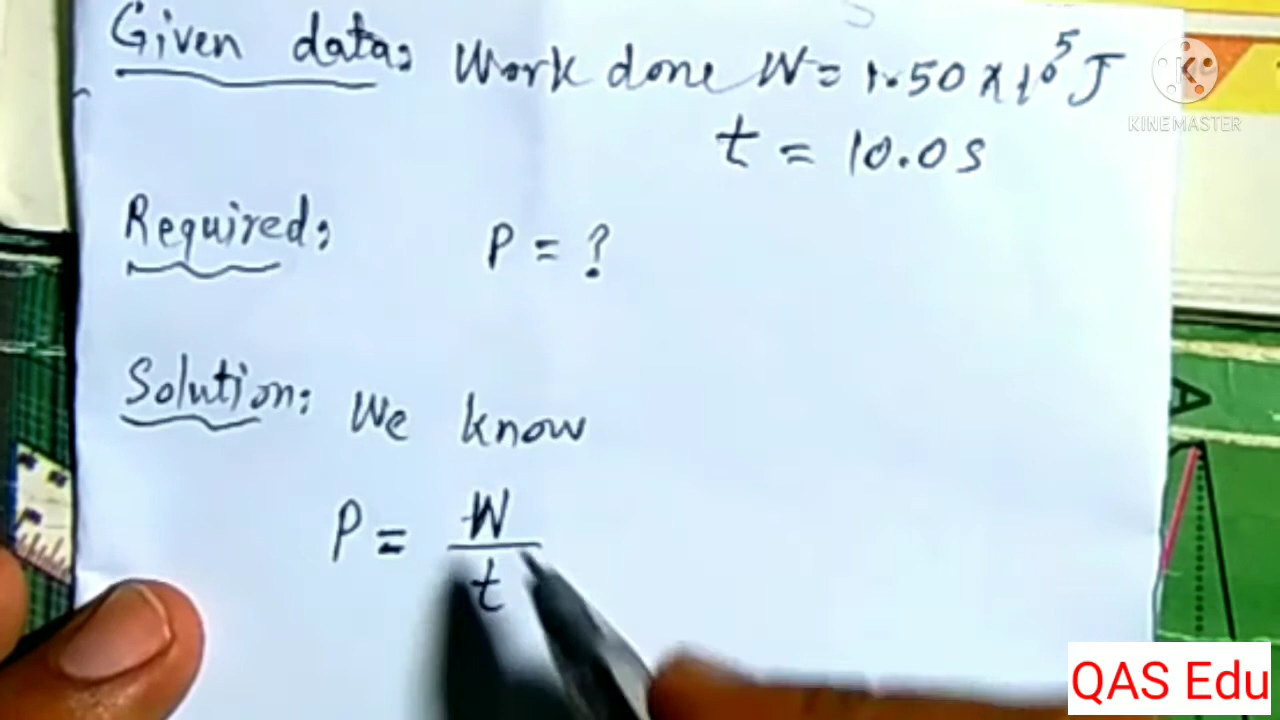 Given data: Work done W = 1.50 x 10^5 J
t = 10.0 s
Required:
P = ?
Solution: We know
P = W/t
KINEMASTER
A
QAS Edu